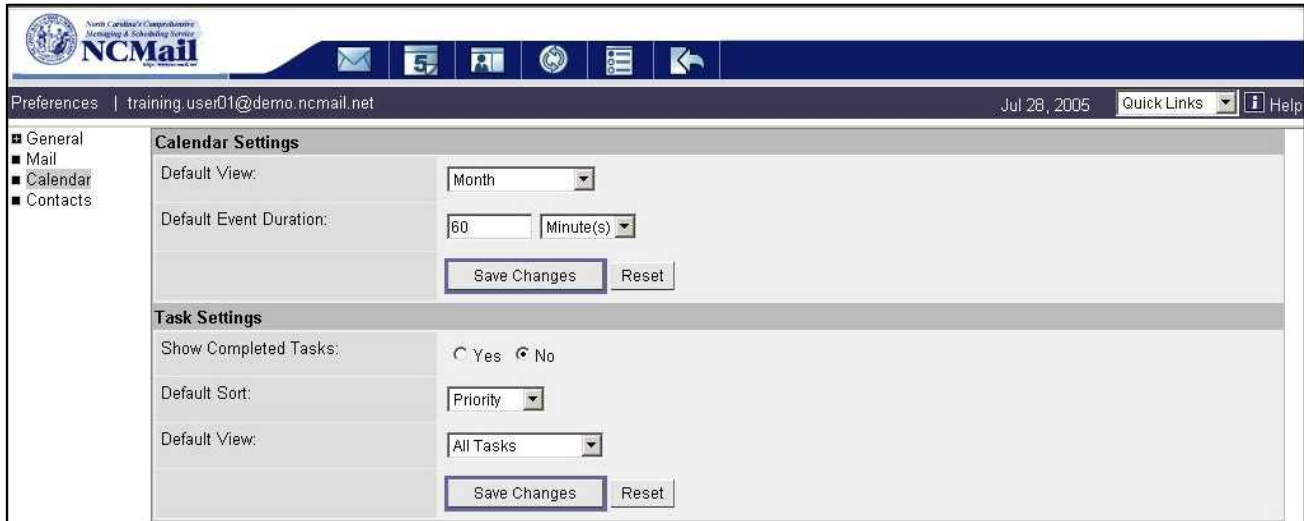 North Carolina's Comprehensive
Messaging & Scheduling Service
NCMail
5
Preferences | training.user01@demo.ncmail.net
Jul 28, 2005
Quick Links
i Help
General
Mail
Calendar
Contacts
Calendar Settings
Default View:
Month
Default Event Duration:
60 Minute(s)
Save Changes Reset
Task Settings
Show Completed Tasks:
Yes No
Default Sort:
Priority
Default View:
All Tasks
Save Changes Reset